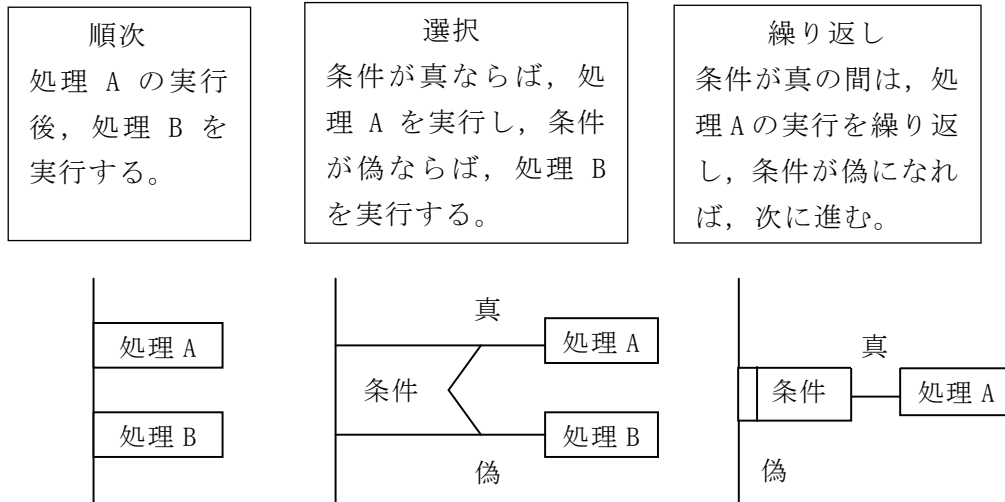 順次
処理 A の実行
後，処理 B を
実行する。
選択
条件が真ならば，処
理 A を実行し，条件
が偽ならば，処理 B
を実行する。
繰り返し
条件が真の間は，処
理Aの実行を繰り返
し，条件が偽になれ
ば，次に進む。
処理 A
処理 B
真
処理 A
条件
処理 B
偽
真
条件
処理 A
偽